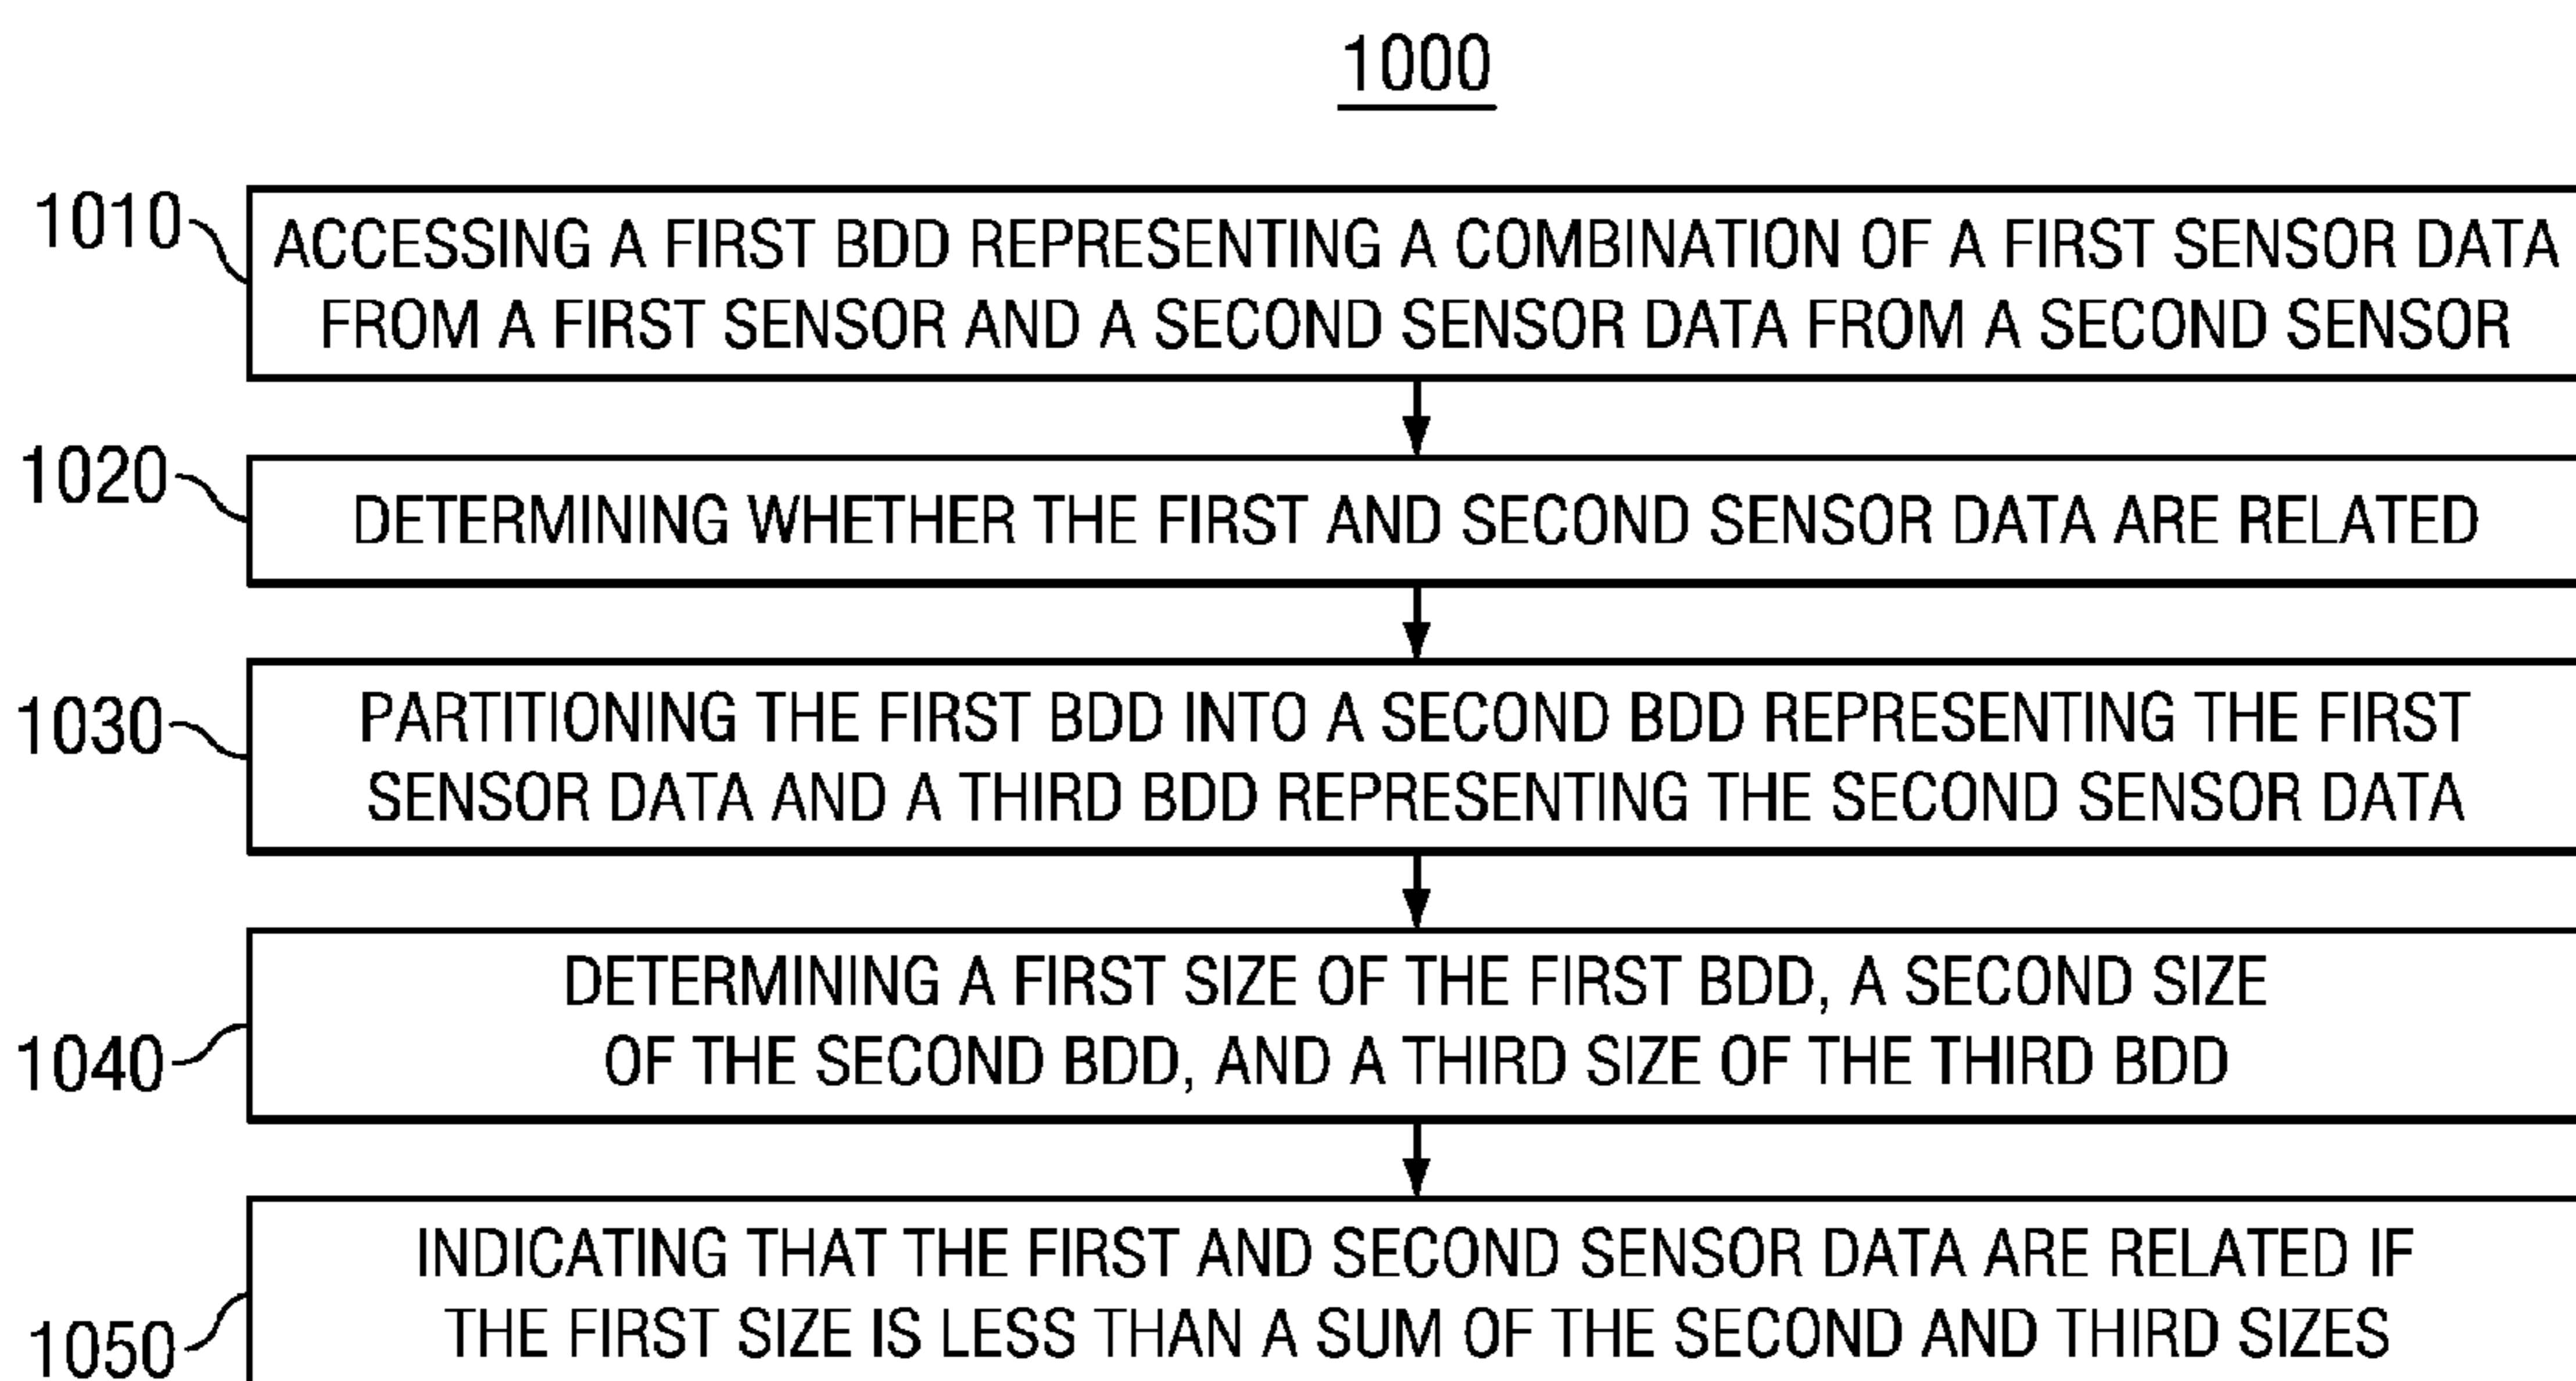 1000
1010
ACCESSING A FIRST BDD REPRESENTING A COMBINATION OF A FIRST SENSOR DATA
FROM A FIRST SENSOR AND A SECOND SENSOR DATA FROM A SECOND SENSOR
1020
DETERMINING WHETHER THE FIRST AND SECOND SENSOR DATA ARE RELATED
1030
PARTITIONING THE FIRST BDD INTO A SECOND BDD REPRESENTING THE FIRST
SENSOR DATA AND A THIRD BDD REPRESENTING THE SECOND SENSOR DATA
1040
DETERMINING A FIRST SIZE OF THE FIRST BDD, A SECOND SIZE
OF THE SECOND BDD, AND A THIRD SIZE OF THE THIRD BDD
1050
INDICATING THAT THE FIRST AND SECOND SENSOR DATA ARE RELATED IF
THE FIRST SIZE IS LESS THAN A SUM OF THE SECOND AND THIRD SIZES